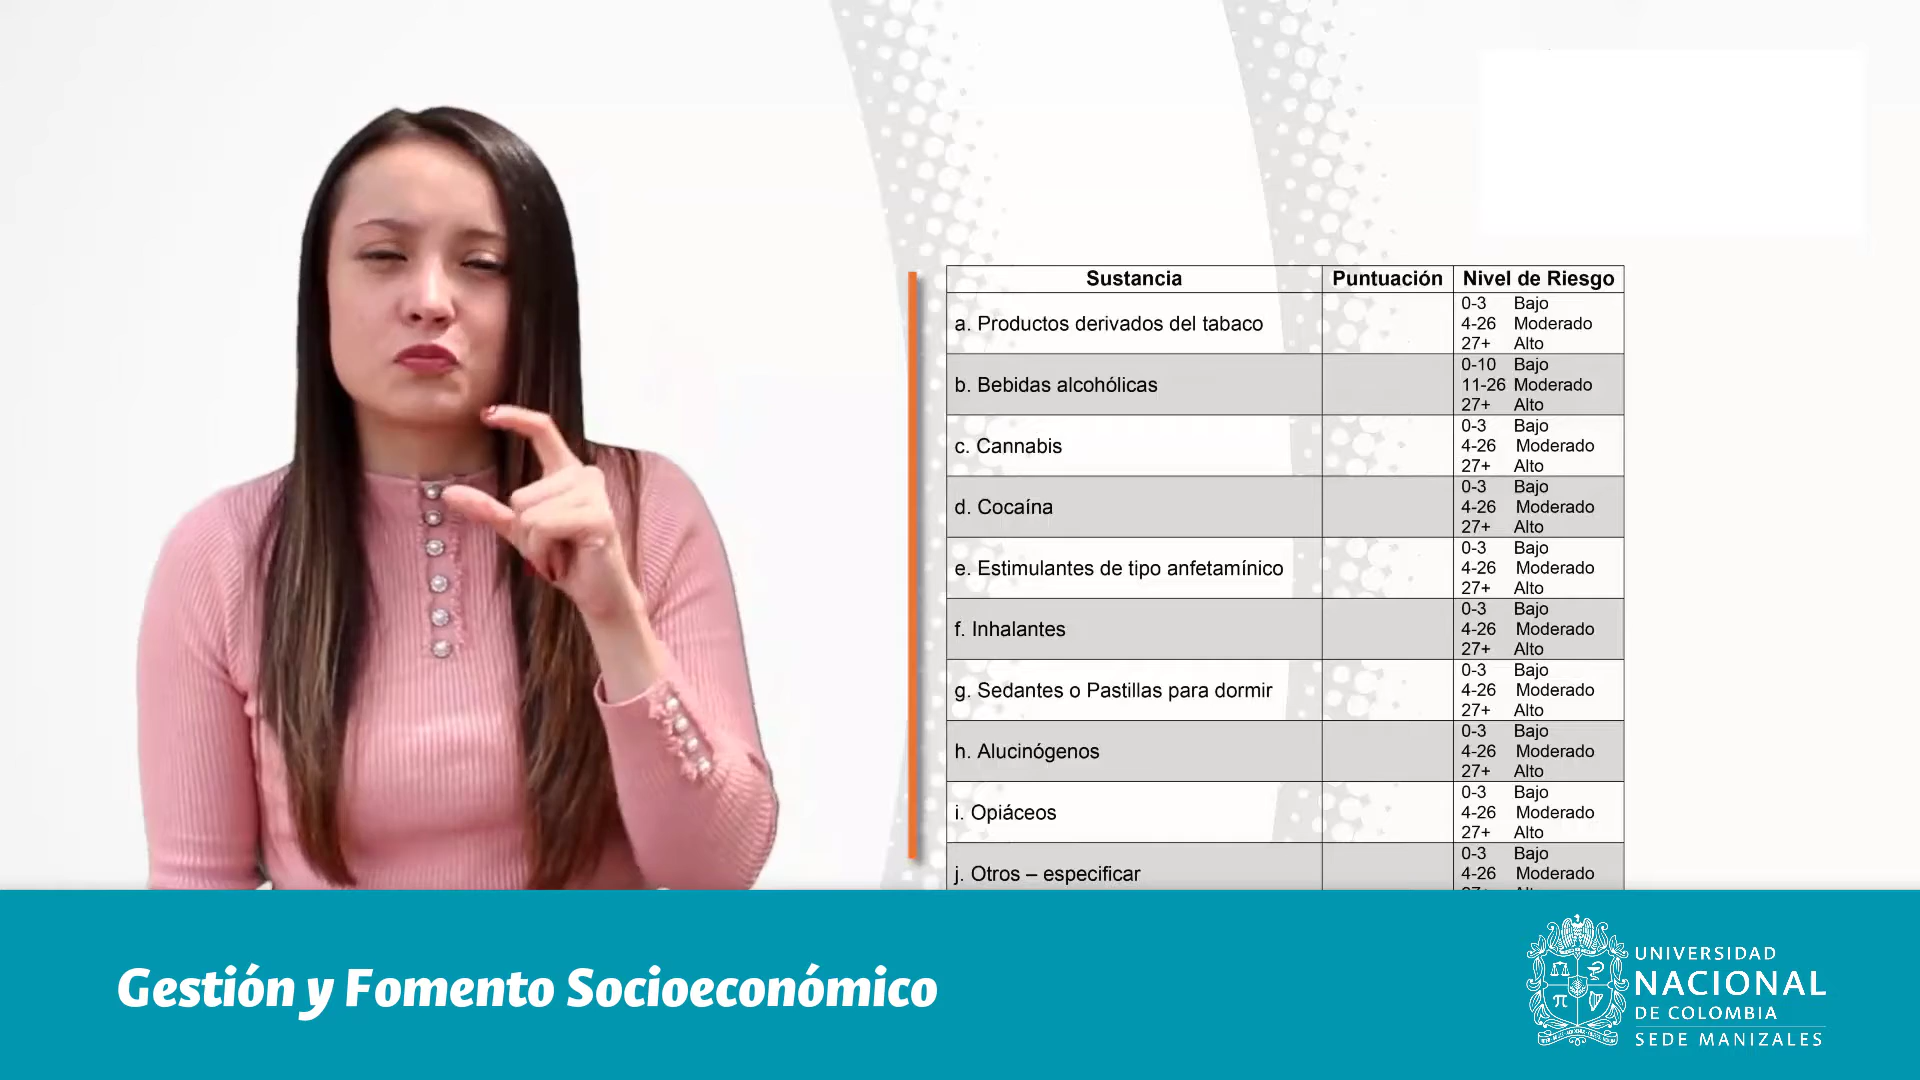 Sustancia Puntuación Nivel de Riesgo
a. Productos derivados del tabaco
0-3 Bajo
4-26 Moderado
27+ Alto
b. Bebidas alcohólicas
0-10 Bajo
11-26 Moderado
27+ Alto
c. Cannabis
0-3 Bajo
4-26 Moderado
27+ Alto
d. Cocaína
0-3 Bajo
4-26 Moderado
27+ Alto
e. Estimulantes de tipo anfetamínico
0-3 Bajo
4-26 Moderado
27+ Alto
f. Inhalantes
0-3 Bajo
4-26 Moderado
27+ Alto
g. Sedantes o Pastillas para dormir
0-3 Bajo
4-26 Moderado
27+ Alto
h. Alucinógenos
0-3 Bajo
4-26 Moderado
27+ Alto
i. Opiáceos
0-3 Bajo
4-26 Moderado
27+ Alto
j. Otros – especificar
0-3 Bajo
4-26 Moderado
Gestión y Fomento Socioeconómico
UNIVERSIDAD
NACIONAL
DE COLOMBIA
SEDE MANIZALES